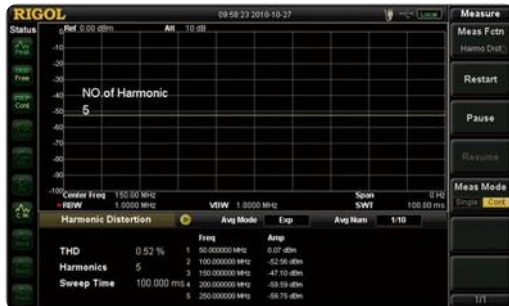 RIGOL
09:58:23 2010-10-27
Local
Measure
Status
Ref 0.00 dBm
Att 10 dB
Meas Fctn
Harmo Dist
0
-10
-20
-30
-40
-50
-60
-70
-80
-90
-100
Free
Cont
NO.of Harmonic
5
Restart
Pause
Resume
Meas Mode
Single Cont
Center Freq 150.00 MHz
Span 0 Hz
RBW 1.0000 MHz
VBW 1.0000 MHz
SWT 100.00 ms
Harmonic Distortion
Avg Mode Exp
Avg Num 1/10
Freq Amp
THD 0.52 %
Harmonics 5
Sweep Time 100.000 ms
1 50.000000 MHz 0.07 dBm
2 100.000000 MHz -52.56 dBm
3 150.000000 MHz -47.10 dBm
4 200.000000 MHz -59.59 dBm
5 250.000000 MHz -59.75 dBm
1/1